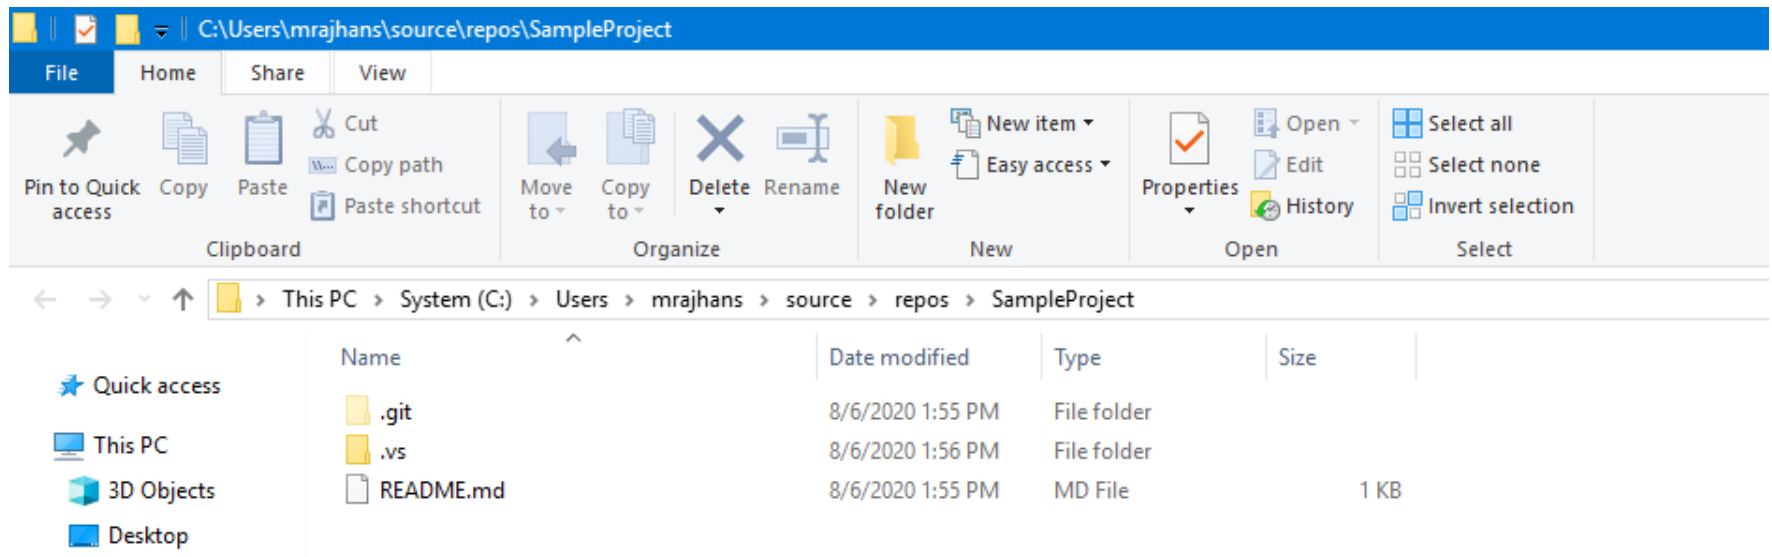 C:\Users\mrajhans\source\repos\SampleProject
File Home Share View
Pin to Quick access
Copy
Paste
Cut
Copy path
Paste shortcut
Clipboard
Move to
Copy to
Delete
Rename
Organize
New folder
New item
Easy access
New
Properties
Open
Edit
History
Open
Select all
Select none
Invert selection
Select
This PC > System (C:) > Users > mrajhans > source > repos > SampleProject
Name Date modified Type Size
Quick access
This PC
3D Objects
Desktop
.git 8/6/2020 1:55 PM File folder
.vs 8/6/2020 1:56 PM File folder
README.md 8/6/2020 1:55 PM MD File 1 KB